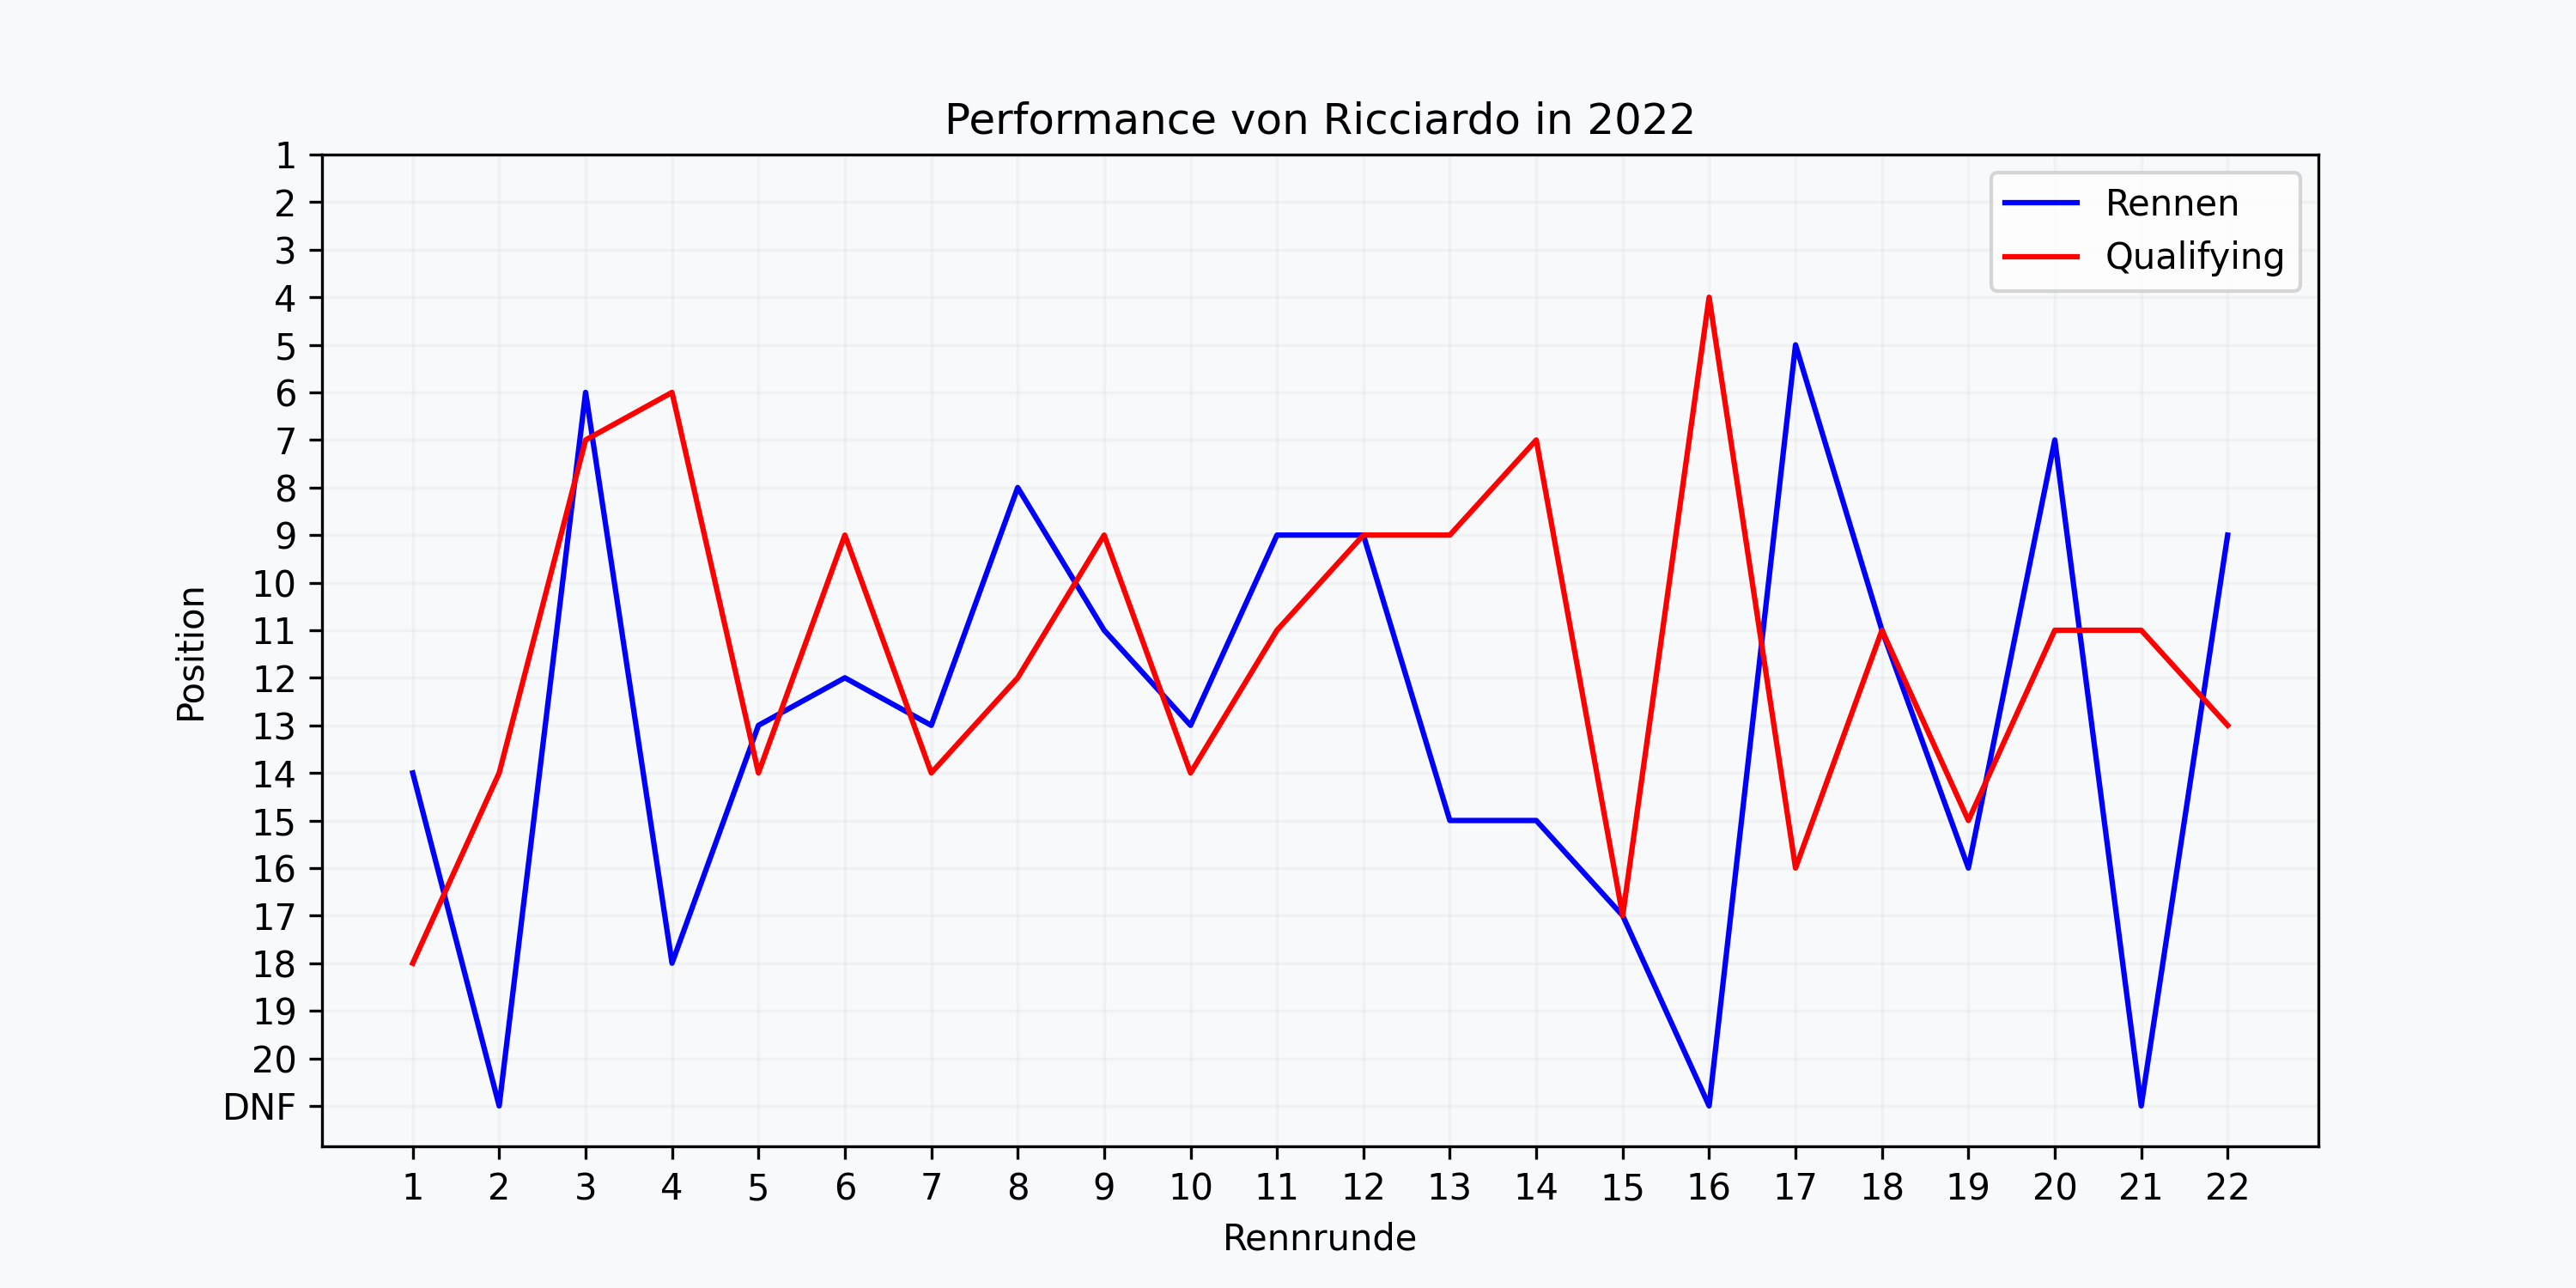 Performance von Ricciardo in 2022
1
2
3
4
5
6
7
8
9
10
11
12
13
14
15
16
17
18
19
20
DNF
Position
Rennen
Qualifying
1 2 3 4 5 6 7 8 9 10 11 12 13 14 15 16 17 18 19 20 21 22
Rennrunde